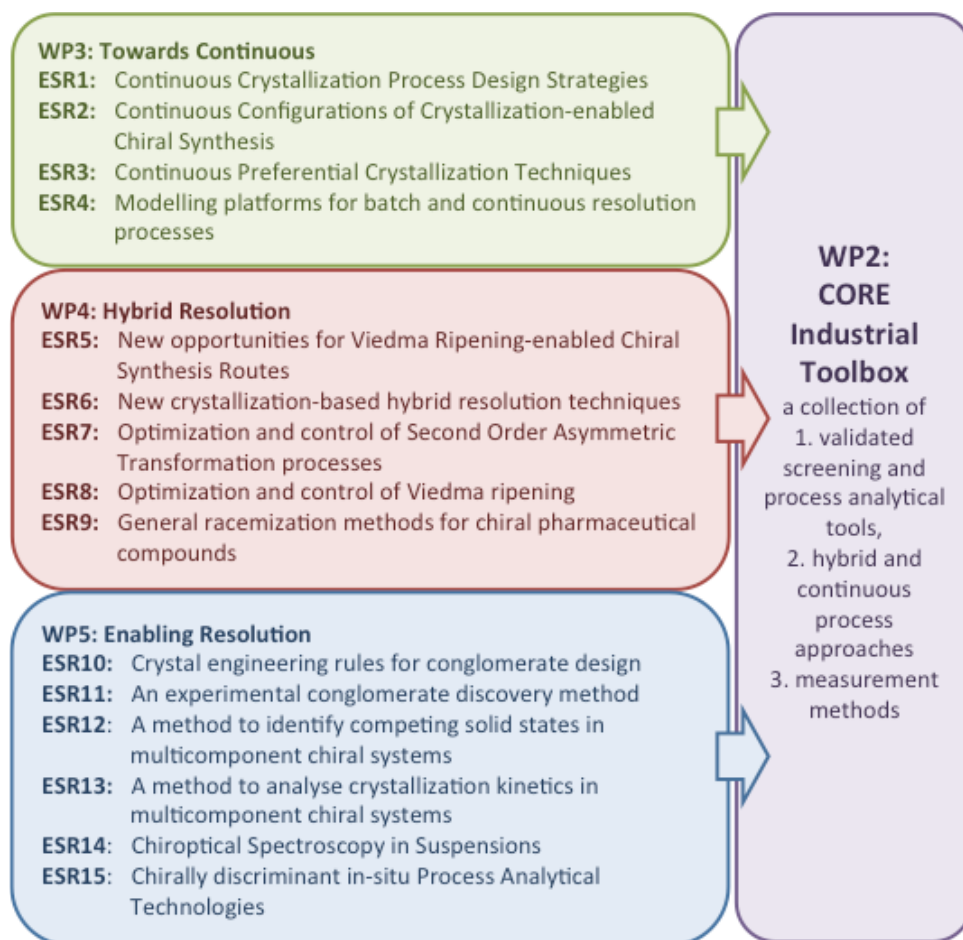 WP3: Towards Continuous
ESR1: Continuous Crystallization Process Design Strategies
ESR2: Continuous Configurations of Crystallization-enabled
Chiral Synthesis
ESR3: Continuous Preferential Crystallization Techniques
ESR4: Modelling platforms for batch and continuous resolution
processes
WP4: Hybrid Resolution
ESR5: New opportunities for Viedma Ripening-enabled Chiral
Synthesis Routes
ESR6: New crystallization-based hybrid resolution techniques
ESR7: Optimization and control of Second Order Asymmetric
Transformation processes
ESR8: Optimization and control of Viedma ripening
ESR9: General racemization methods for chiral pharmaceutical
compounds
WP5: Enabling Resolution
ESR10: Crystal engineering rules for conglomerate design
ESR11: An experimental conglomerate discovery method
ESR12: A method to identify competing solid states in
multicomponent chiral systems
ESR13: A method to analyse crystallization kinetics in
multicomponent chiral systems
ESR14: Chiroptical Spectroscopy in Suspensions
ESR15: Chirally discriminant in-situ Process Analytical
Technologies
WP2:
CORE
Industrial
Toolbox
a collection of
1. validated
screening and
process analytical
tools,
2. hybrid and
continuous
process
approaches
3. measurement
methods